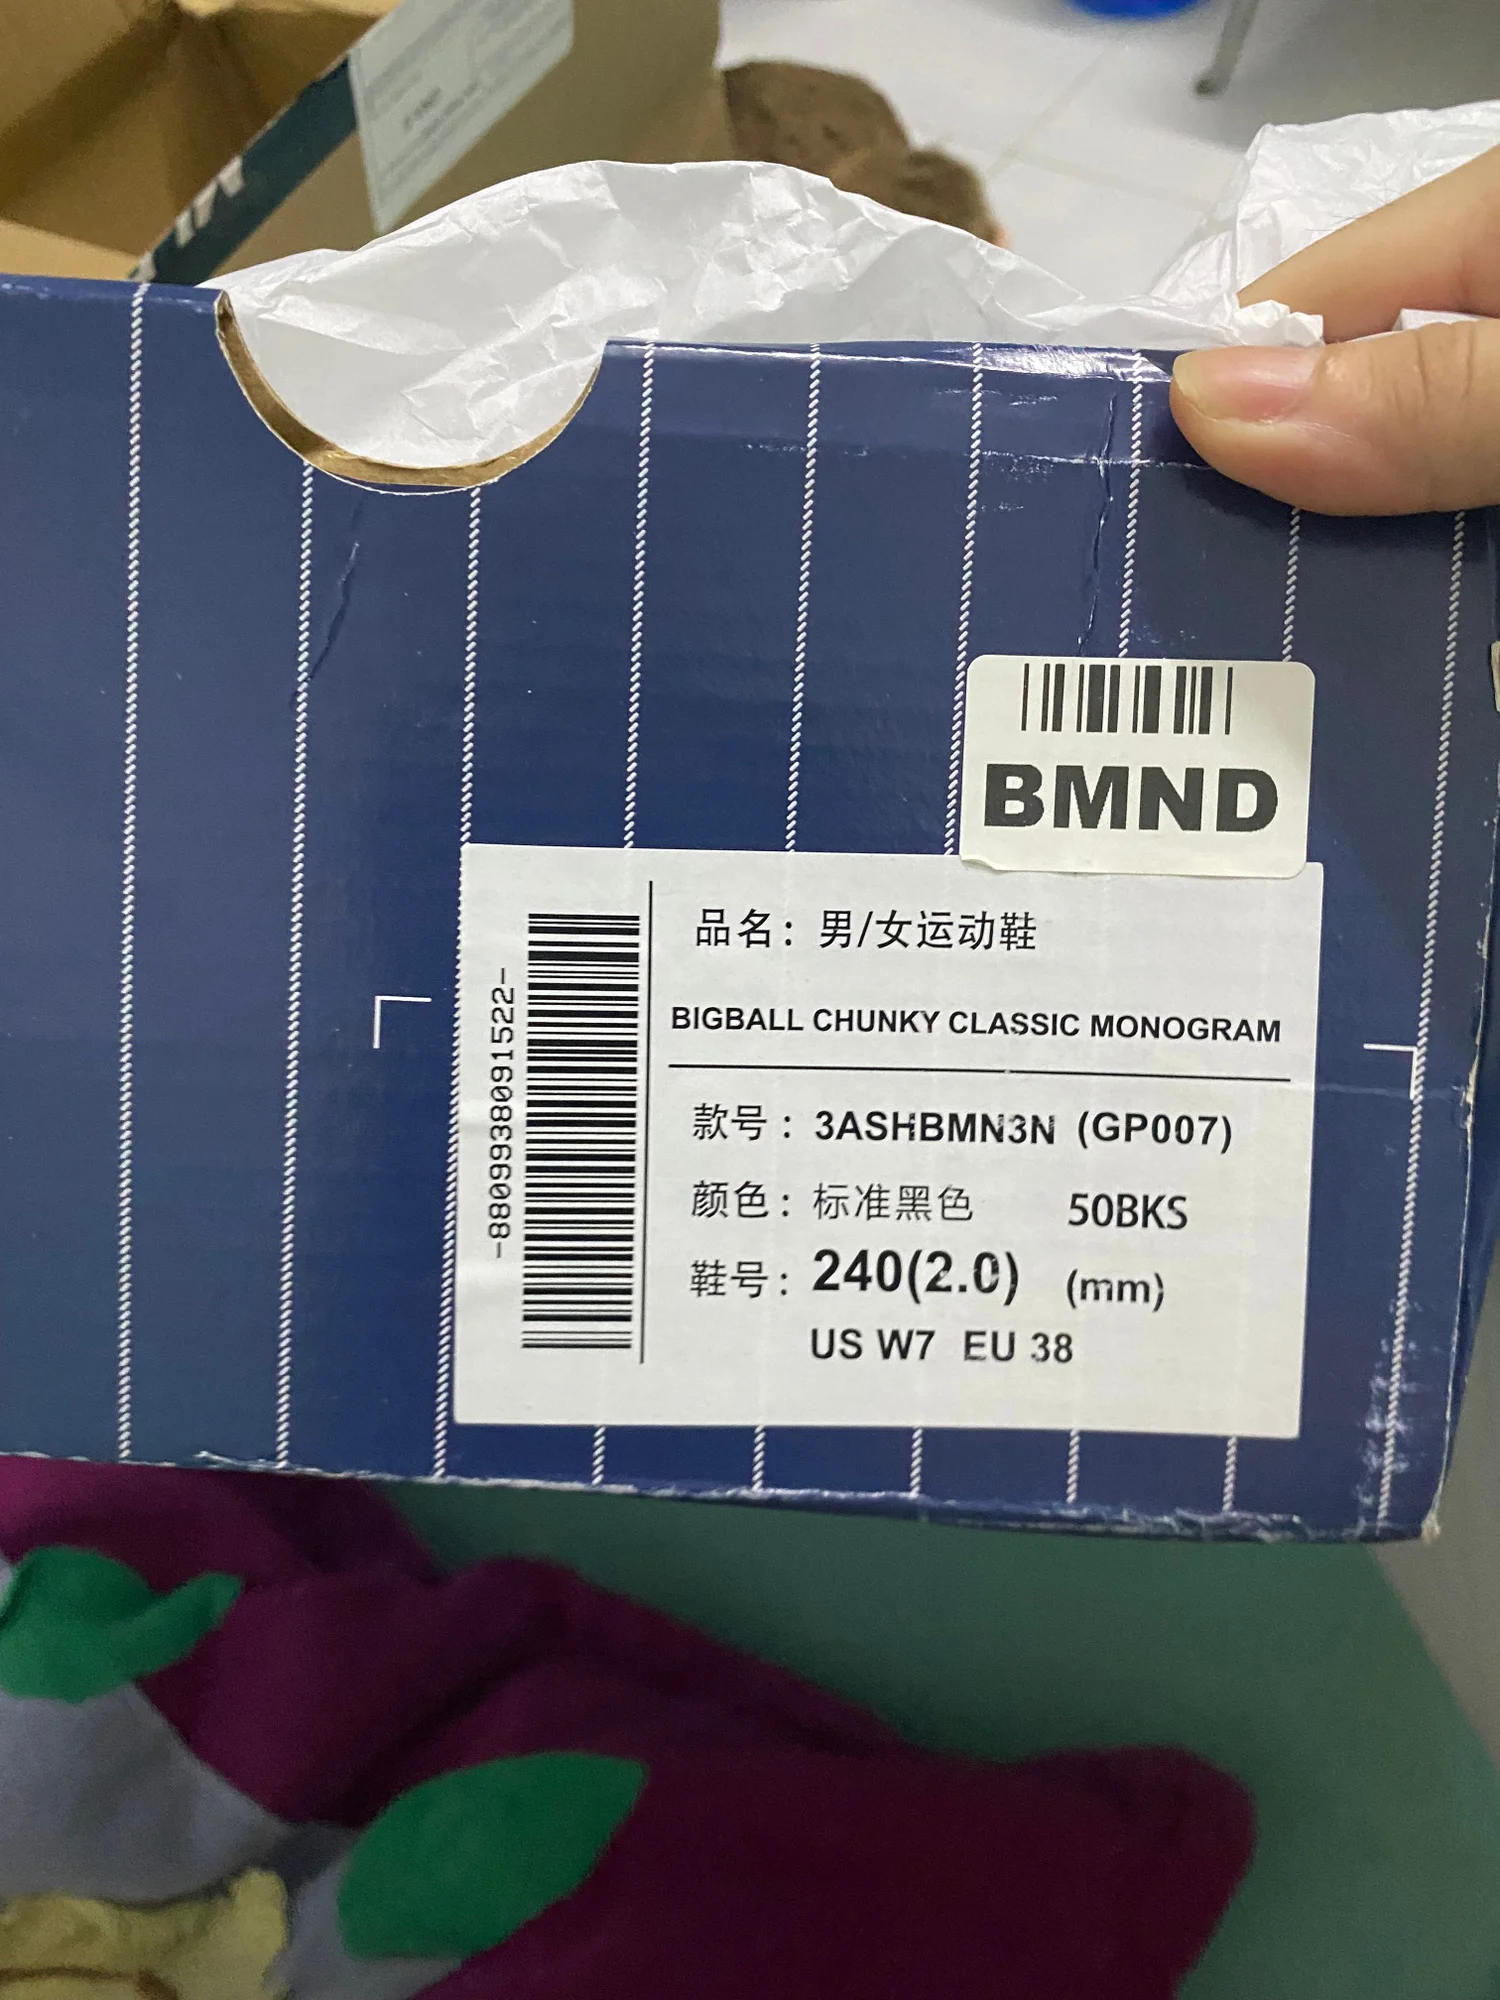 BMND
品名：男/女运动鞋
BIGBALL CHUNKY CLASSIC MONOGRAM
款号：3ASHBMN3N (GP007)
颜色：标准黑色 50BKS
鞋号：240(2.0) (mm)
US W7 EU 38
-8809938091522-